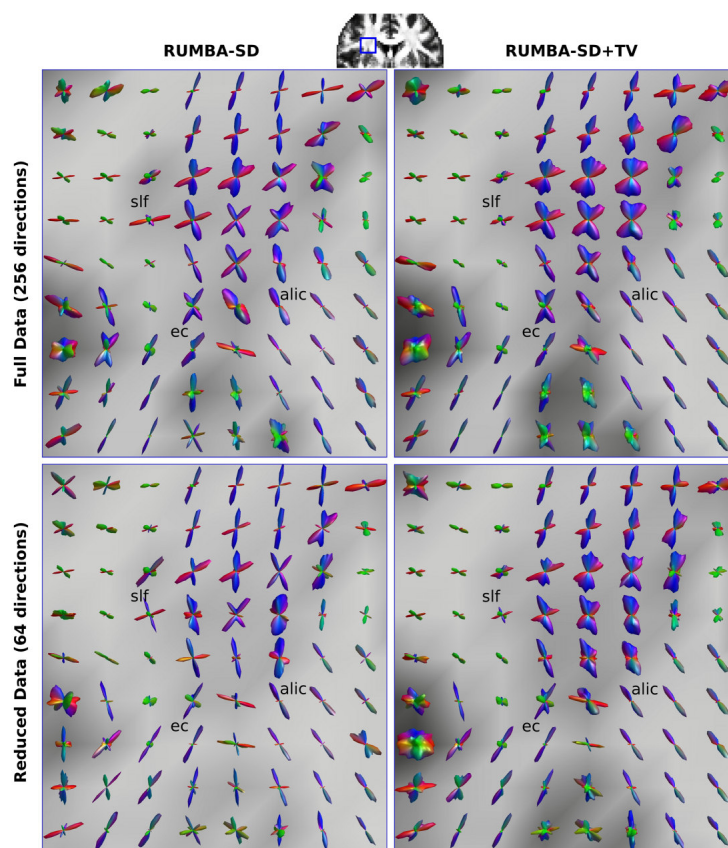 RUMBA-SD
RUMBA-SD+TV
Full Data (256 directions)
slf
alic
ec
slf
alic
ec
Reduced Data (64 directions)
slf
alic
ec
slf
alic
ec